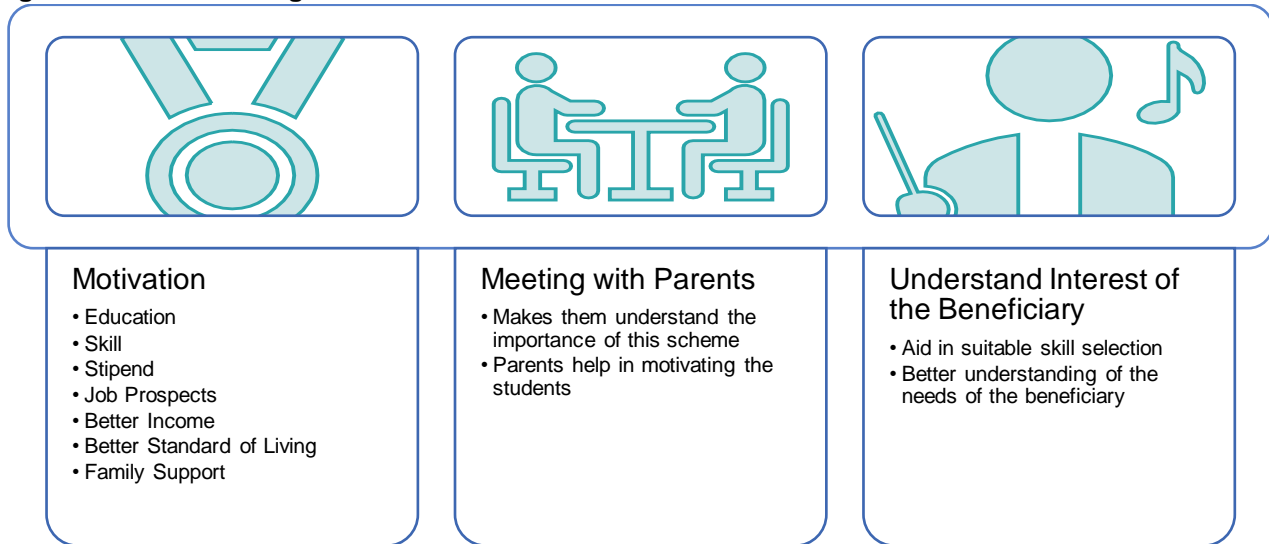 Motivation
• Education
• Skill
• Stipend
• Job Prospects
• Better Income
• Better Standard of Living
• Family Support
Meeting with Parents
• Makes them understand the
importance of this scheme
• Parents help in motivating the
students
Understand Interest of
the Beneficiary
• Aid in suitable skill selection
• Better understanding of the
needs of the beneficiary